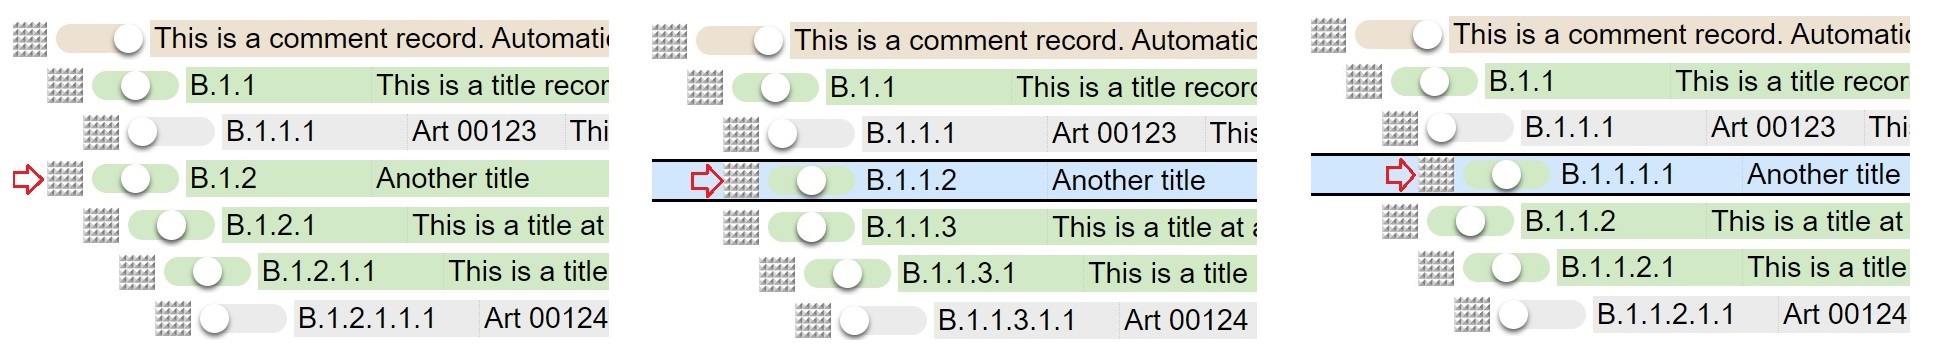 This is a comment record. Automatic
B.1.1 This is a title recor
B.1.1.1 Art 00123 Thi
B.1.2 Another title
B.1.2.1 This is a title at
B.1.2.1.1 This is a title
B.1.2.1.1.1 Art 00124
This is a comment record. Automatic
B.1.1 This is a title recorc
B.1.1.1 Art 00123 This
B.1.1.2 Another title
B.1.1.3 This is a title at a
B.1.1.3.1 This is a title
B.1.1.3.1.1 Art 00124
This is a comment record. Automatic
B.1.1 This is a title recor
B.1.1.1 Art 00123 This
B.1.1.1.1 Another title
B.1.1.2 This is a title at
B.1.1.2.1 This is a title
B.1.1.2.1.1 Art 00124